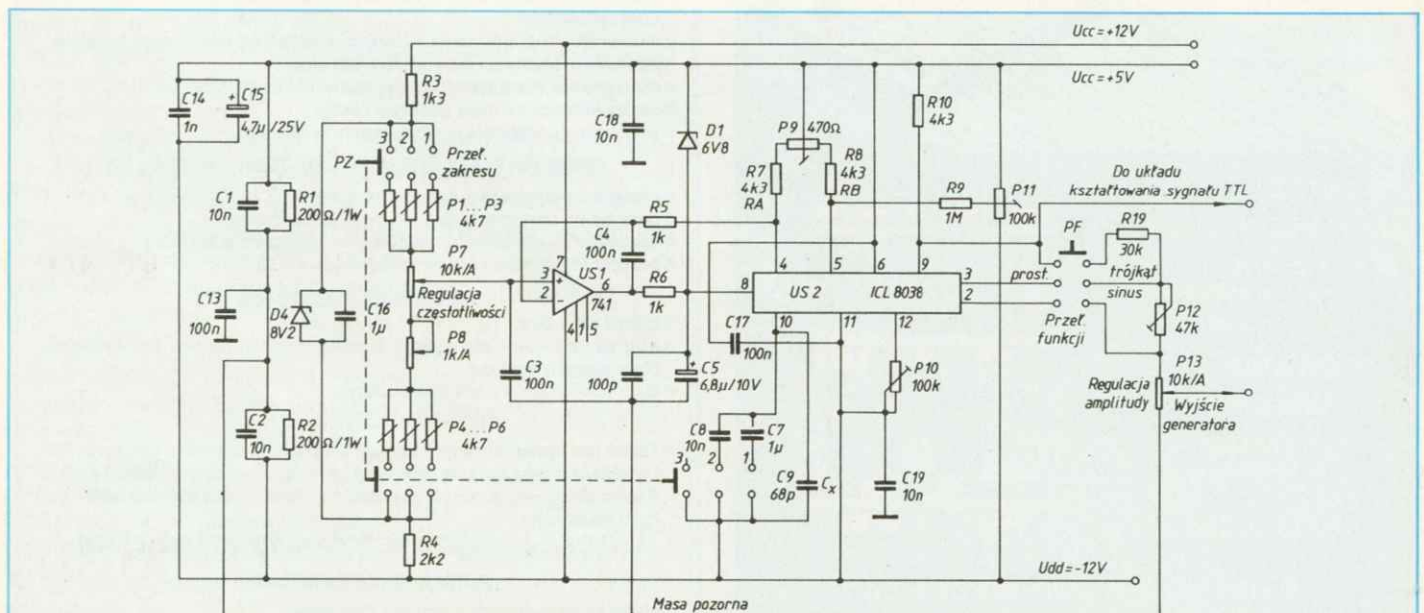 Ucc = +12V
Ucc = +5V
C14
1n
C15
4,7µ/25V
+
R3
1k3
C18
10n
D1
6V8
P9 470Ω
R10
4k3
PZ
3 2 1
Przeł.
zakresu
R7
4k3
RA
R8
4k3
RB
R9
1M
P11
100k
Do układu
kształtowania sygnału TTL
C1
10n
R1
200Ω/1W
P1...P3
4k7
C4
100n
R5
1k
PF
R19
30k
P7
10k/A
Regulacja
częstotliwości
3
2
7
US1
741
6
4 1 5
R6
1k
4 5 6 9
8
US 2 ICL 8038
3
2
10 11 12
prost.
trójkąt
sinus
Przeł.
funkcji
P12
47k
C13
100n
D4
8V2
C16
1µ
P8
1k/A
C3
100n
100p
+
C5
6,8µ/10V
C17
100n
P10
100k
P13
10k/A
Regulacja
amplitudy
Wyjście
generatora
C2
10n
R2
200Ω/1W
P4...P6
4k7
C8
10n
C7
1µ
3 2 1
C9
68p
Cx
C19
10n
R4
2k2
Udd = -12V
Masa pozorna